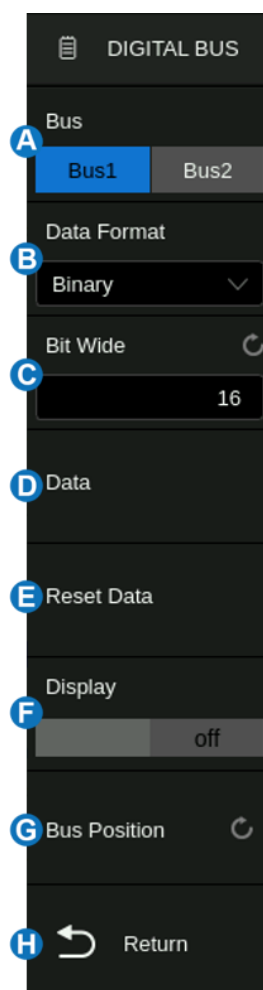 DIGITAL BUS
A
Bus
Bus1 Bus2
B
Data Format
Binary
C
Bit Wide
16
D
Data
E
Reset Data
F
Display
off
G
Bus Position
H
Return